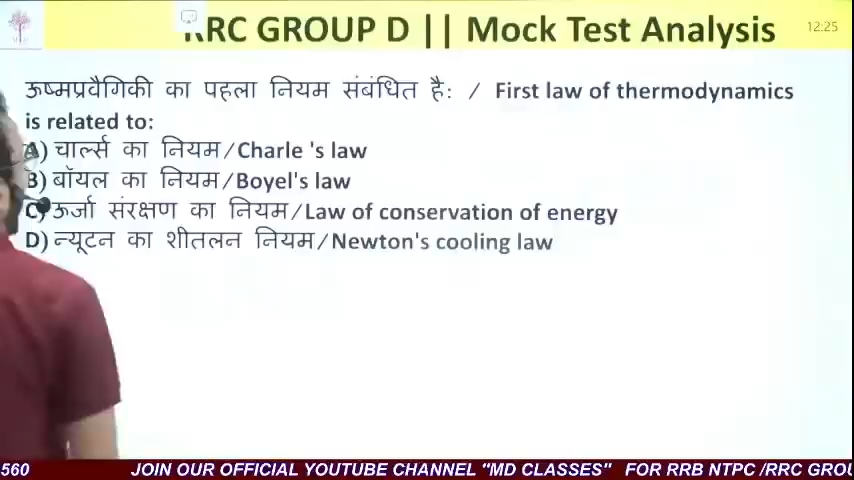 RRC GROUP D || Mock Test Analysis
12:25
ऊष्मप्रवैगिकी का पहला नियम संबंधित है: / First law of thermodynamics
is related to:
A) चार्ल्स का नियम/Charle 's law
B) बॉयल का नियम/Boyel's law
C) ऊर्जा संरक्षण का नियम/Law of conservation of energy
D) न्यूटन का शीतलन नियम/Newton's cooling law
560 JOIN OUR OFFICIAL YOUTUBE CHANNEL "MD CLASSES" FOR RRB NTPC /RRC GROU